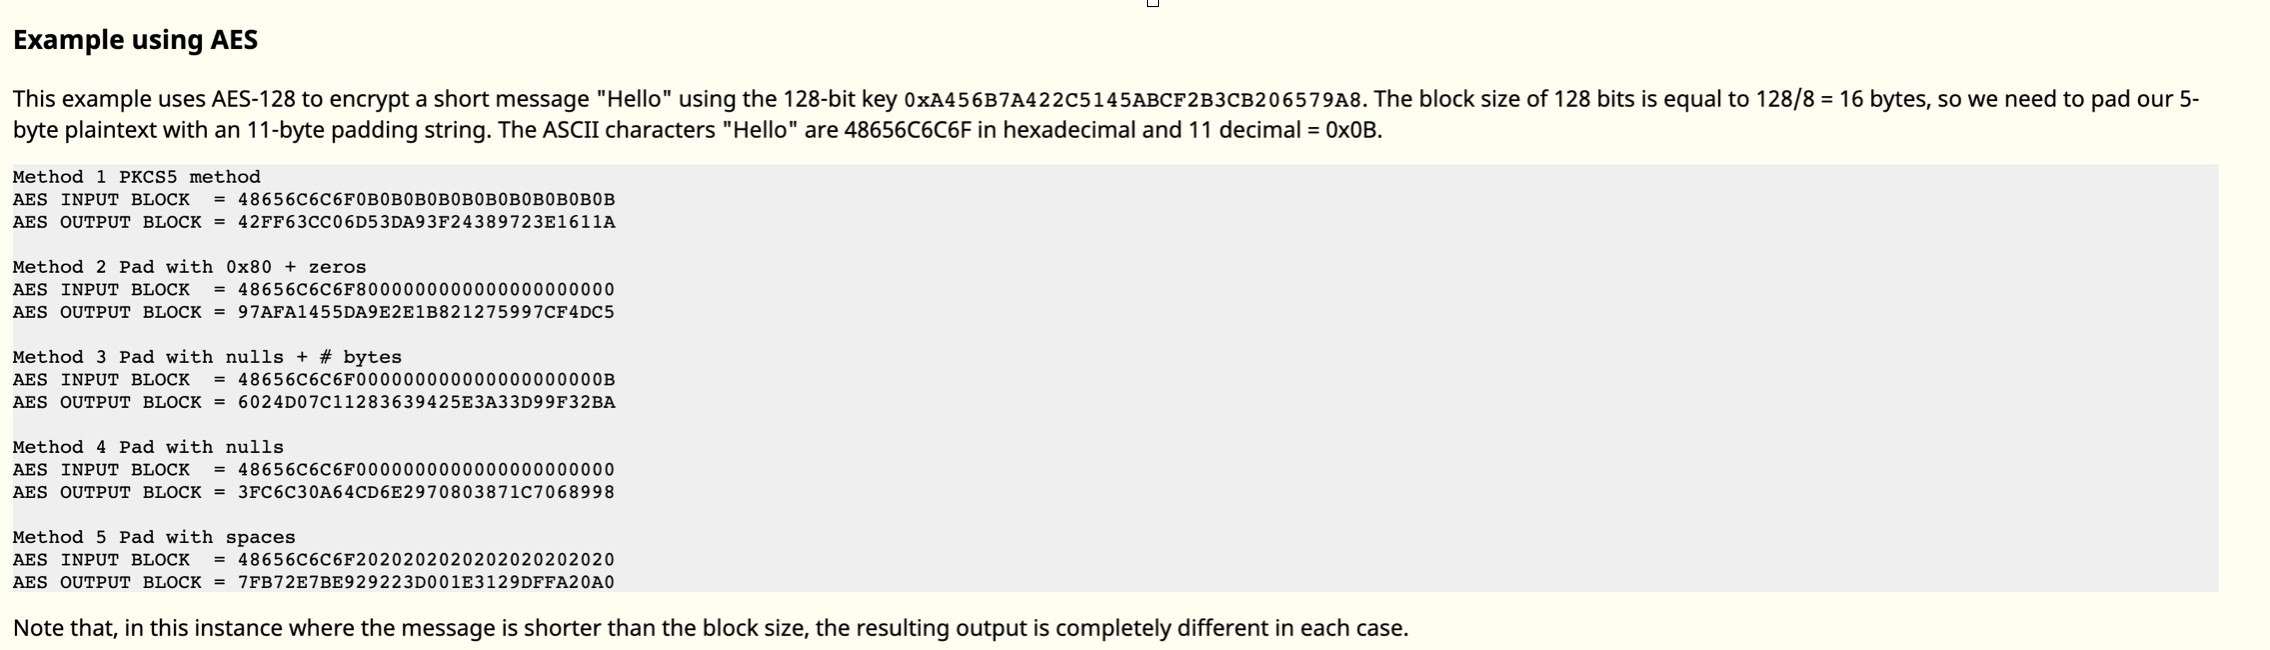 Example using AES
This example uses AES-128 to encrypt a short message "Hello" using the 128-bit key 0xA456B7A422C5145ABCF2B3CB206579A8. The block size of 128 bits is equal to 128/8 = 16 bytes, so we need to pad our 5-
byte plaintext with an 11-byte padding string. The ASCII characters "Hello" are 48656C6C6F in hexadecimal and 11 decimal = 0x0B.
Method 1 PKCS5 method
AES INPUT BLOCK  = 48656C6C6F0B0B0B0B0B0B0B0B0B0B0B
AES OUTPUT BLOCK = 42FF63CC06D53DA93F24389723E1611A
Method 2 Pad with 0x80 + zeros
AES INPUT BLOCK  = 48656C6C6F8000000000000000000000
AES OUTPUT BLOCK = 97AFA1455DA9E2E1B821275997CF4DC5
Method 3 Pad with nulls + # bytes
AES INPUT BLOCK  = 48656C6C6F000000000000000000000B
AES OUTPUT BLOCK = 6024D07C11283639425E3A33D99F32BA
Method 4 Pad with nulls
AES INPUT BLOCK  = 48656C6C6F0000000000000000000000
AES OUTPUT BLOCK = 3FC6C30A64CD6E2970803871C7068998
Method 5 Pad with spaces
AES INPUT BLOCK  = 48656C6C6F2020202020202020202020
AES OUTPUT BLOCK = 7FB72E7BE929223D001E3129DFFA20A0
Note that, in this instance where the message is shorter than the block size, the resulting output is completely different in each case.